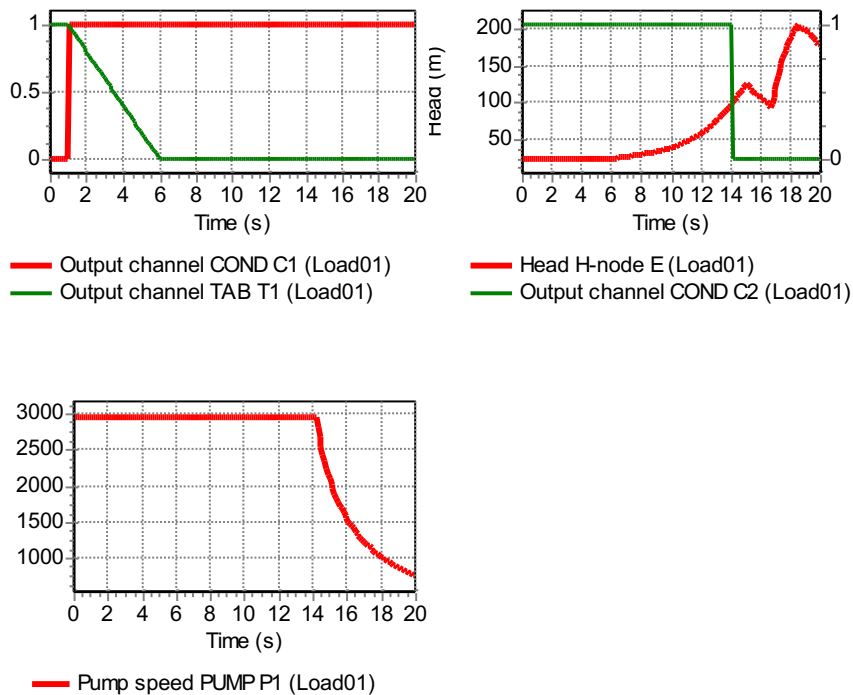 1
0.5
0
0 2 4 6 8 10 12 14 16 18 20
Time (s)
Output channel COND C1 (Load01)
Output channel TAB T1 (Load01)
Head (m)
200
150
100
50
1
0
0 2 4 6 8 10 12 14 16 18 20
Time (s)
Head H-node E (Load01)
Output channel COND C2 (Load01)
3000
2500
2000
1500
1000
0 2 4 6 8 10 12 14 16 18 20
Time (s)
Pump speed PUMP P1 (Load01)